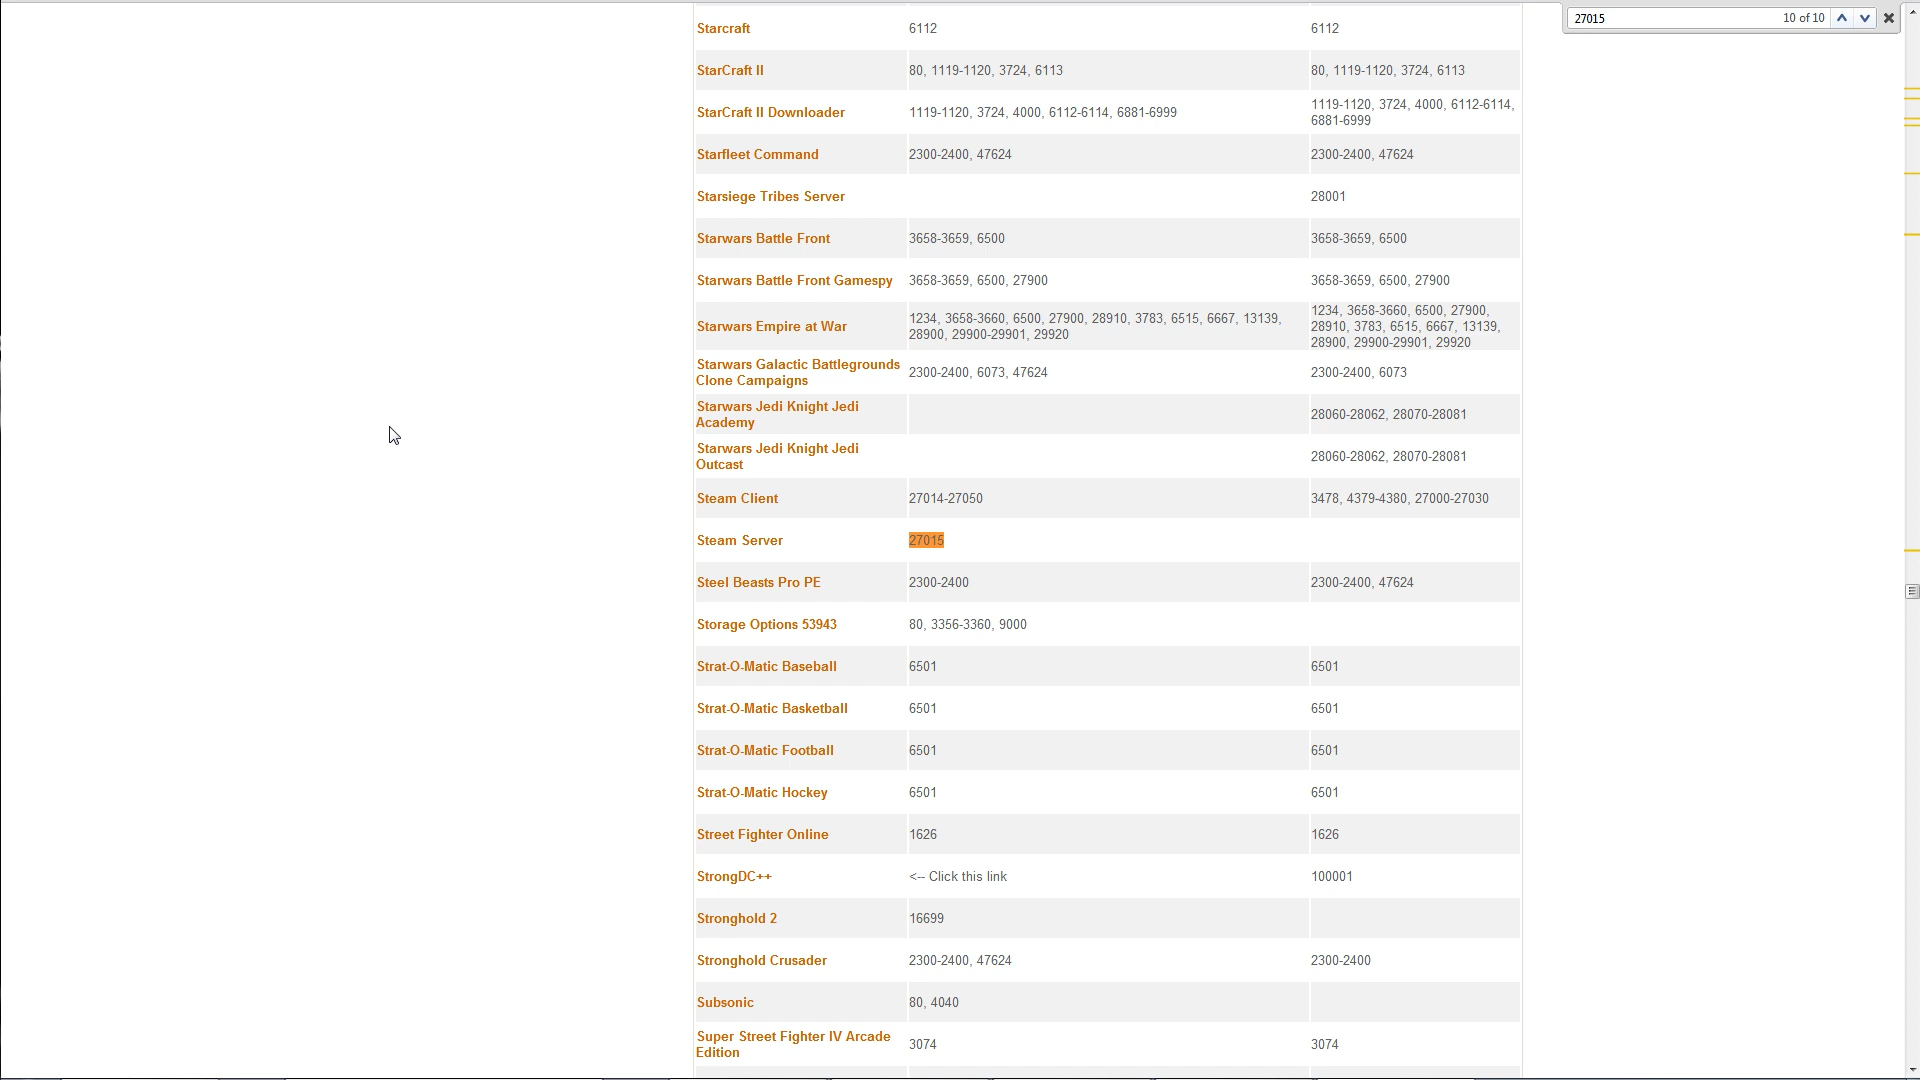 27015 10 of 10
Starcraft 6112 6112
StarCraft II 80, 1119-1120, 3724, 6113 80, 1119-1120, 3724, 6113
StarCraft II Downloader 1119-1120, 3724, 4000, 6112-6114, 6881-6999 1119-1120, 3724, 4000, 6112-6114,
6881-6999
Starfleet Command 2300-2400, 47624 2300-2400, 47624
Starsiege Tribes Server 28001
Starwars Battle Front 3658-3659, 6500 3658-3659, 6500
Starwars Battle Front Gamespy 3658-3659, 6500, 27900 3658-3659, 6500, 27900
Starwars Empire at War
1234, 3658-3660, 6500, 27900, 28910, 3783, 6515, 6667, 13139,
28900, 29900-29901, 29920
1234, 3658-3660, 6500, 27900,
28910, 3783, 6515, 6667, 13139,
28900, 29900-29901, 29920
Starwars Galactic Battlegrounds
Clone Campaigns
2300-2400, 6073, 47624 2300-2400, 6073
Starwars Jedi Knight Jedi
Academy
28060-28062, 28070-28081
Starwars Jedi Knight Jedi
Outcast
28060-28062, 28070-28081
Steam Client 27014-27050 3478, 4379-4380, 27000-27030
Steam Server 27015
Steel Beasts Pro PE 2300-2400 2300-2400, 47624
Storage Options 53943 80, 3356-3360, 9000
Strat-O-Matic Baseball 6501 6501
Strat-O-Matic Basketball 6501 6501
Strat-O-Matic Football 6501 6501
Strat-O-Matic Hockey 6501 6501
Street Fighter Online 1626 1626
StrongDC++ <-- Click this link 100001
Stronghold 2 16699
Stronghold Crusader 2300-2400, 47624 2300-2400
Subsonic 80, 4040
Super Street Fighter IV Arcade
Edition
3074 3074